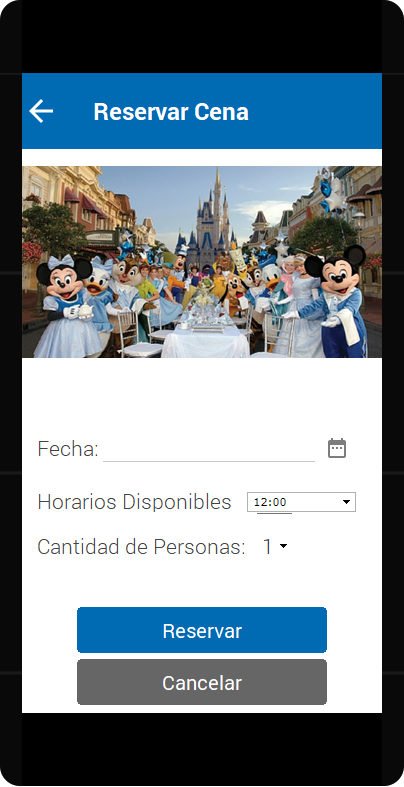 Reservar Cena
Fecha:
Horarios Disponibles 12:00
Cantidad de Personas: 1
Reservar
Cancelar